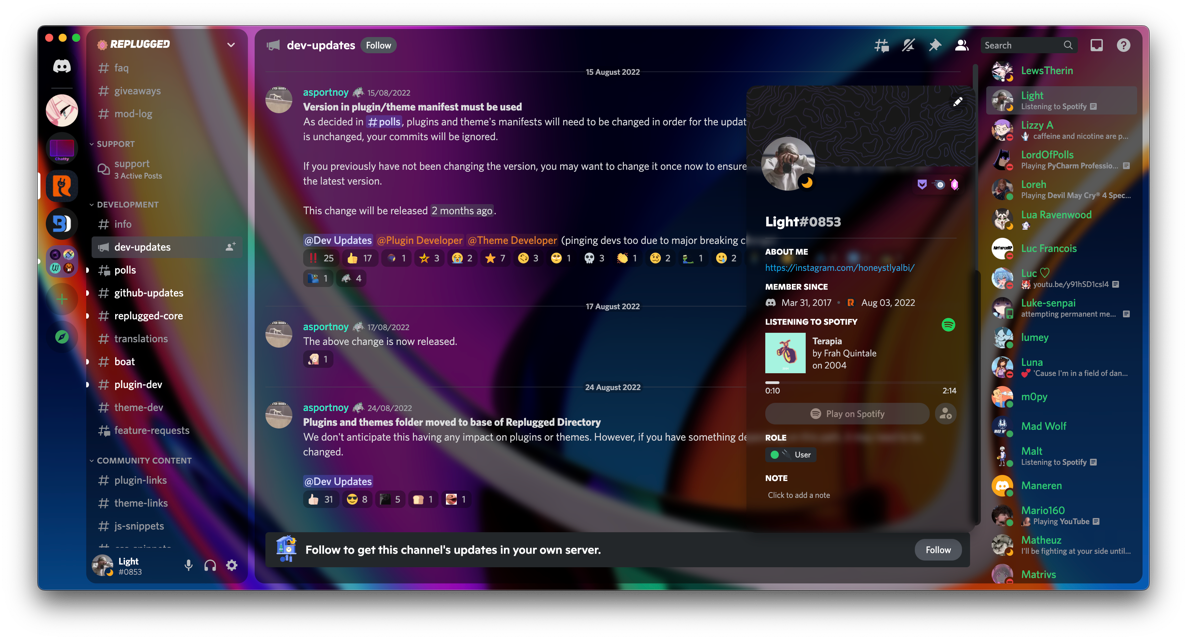 REPLUGGED
faq
giveaways
mod-log
SUPPORT
support
3 Active Posts
DEVELOPMENT
info
dev-updates
polls
github-updates
replugged-core
translations
boat
plugin-dev
theme-dev
feature-requests
COMMUNITY CONTENT
plugin-links
theme-links
js-snippets
css-snippets
Light
#0853
dev-updates
Follow
Search
15 August 2022
asportnoy 15/08/2022
Version in plugin/theme manifest must be used
As decided in #polls, plugins and theme's manifests will need to be changed in order for the updat
is unchanged, your commits will be ignored.
If you previously have not been changing the version, you may want to change it once now to ensure
the latest version.
This change will be released 2 months ago.
@Dev Updates @Plugin Developer @Theme Developer (pinging devs too due to major breaking c
25 17 1 3 2 7 3 1 3 1 2 1 2
1 4
17 August 2022
asportnoy 17/08/2022
The above change is now released.
1
24 August 2022
asportnoy 24/08/2022
Plugins and themes folder moved to base of Replugged Directory
We don't anticipate this having any impact on plugins or themes. However, if you have something de
changed.
@Dev Updates
31 8 5 1 1
Follow to get this channel's updates in your own server.
Follow
Light#0853
ABOUT ME
https://instagram.com/honeystlyalbi/
MEMBER SINCE
Mar 31, 2017 • Aug 03, 2022
LISTENING TO SPOTIFY
Terapia
by Frah Quintale
on 2004
0:10 2:14
Play on Spotify
ROLE
User
NOTE
Click to add a note
LewsTherin
Light
Listening to Spotify
Lizzy A
caffeine and nicotine are p...
LordOfPolls
Playing PyCharm Professio...
Loreh
Playing Devil May Cry® 4 Spec...
Lua Ravenwood
Luc Francois
Luc ♡
youtu.be/y91hSD1csl4
Luke-senpai
attempting permanent me...
lumey
Luna
'Cause I'm in a field of dan...
m0py
Mad Wolf
Malt
Listening to Spotify
Maneren
Mario160
Playing YouTube
Matheuz
I'll be fighting at your side until...
Matrivs